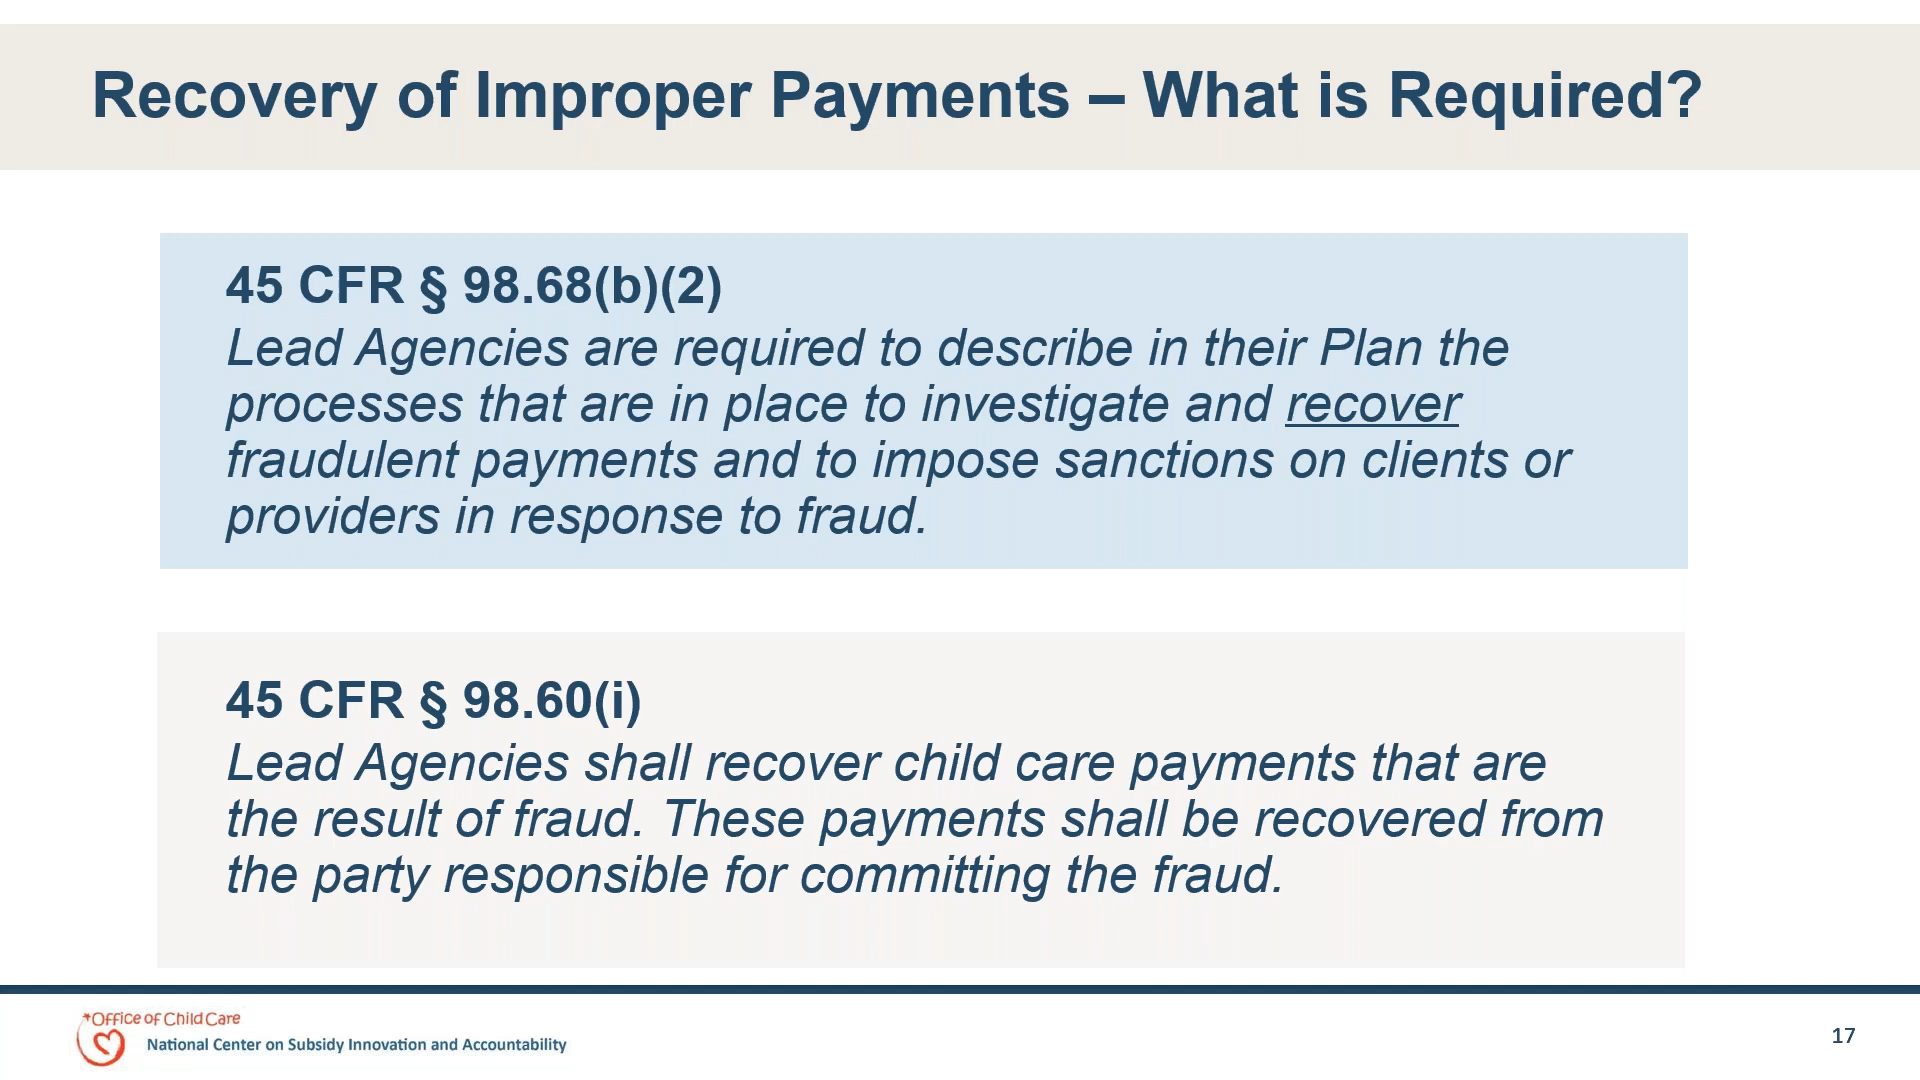 Recovery of Improper Payments – What is Required?
45 CFR § 98.68(b)(2)
Lead Agencies are required to describe in their Plan the
processes that are in place to investigate and recover
fraudulent payments and to impose sanctions on clients or
providers in response to fraud.
45 CFR § 98.60(i)
Lead Agencies shall recover child care payments that are
the result of fraud. These payments shall be recovered from
the party responsible for committing the fraud.
Office of Child Care
National Center on Subsidy Innovation and Accountability
17